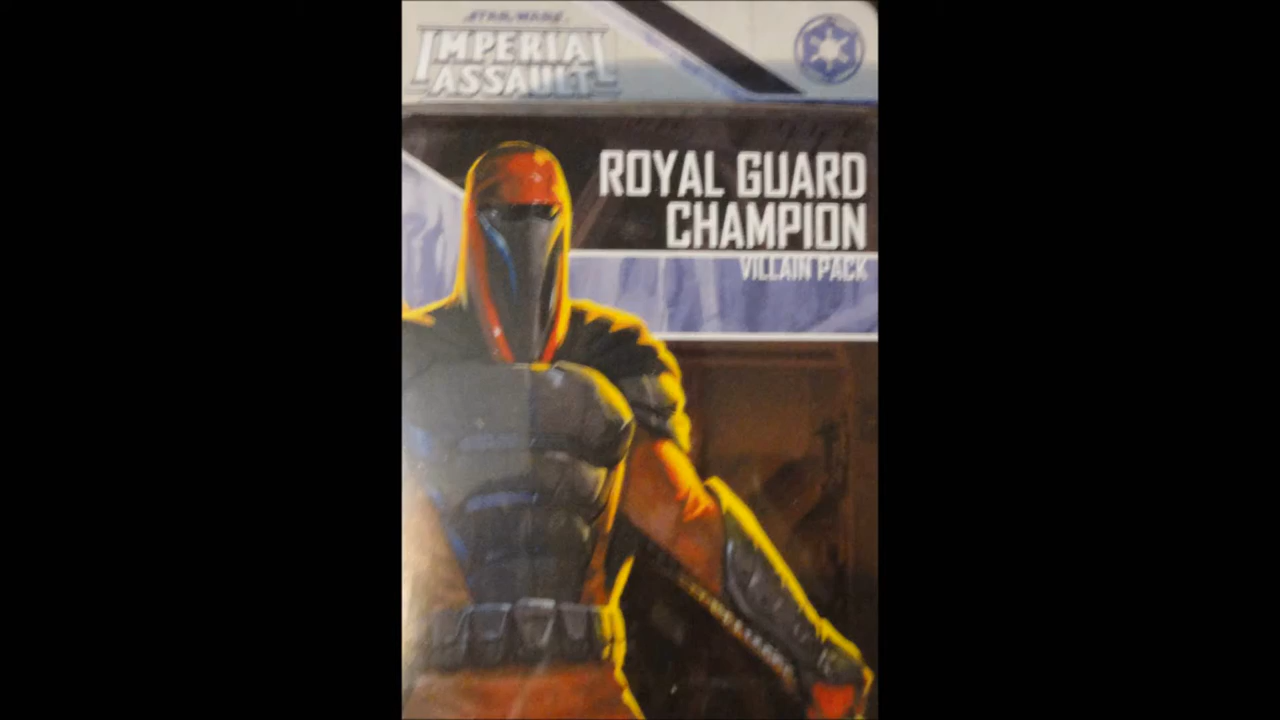 STAR WARS
IMPERIAL
ASSAULT
ROYAL GUARD
CHAMPION
VILLAIN PACK